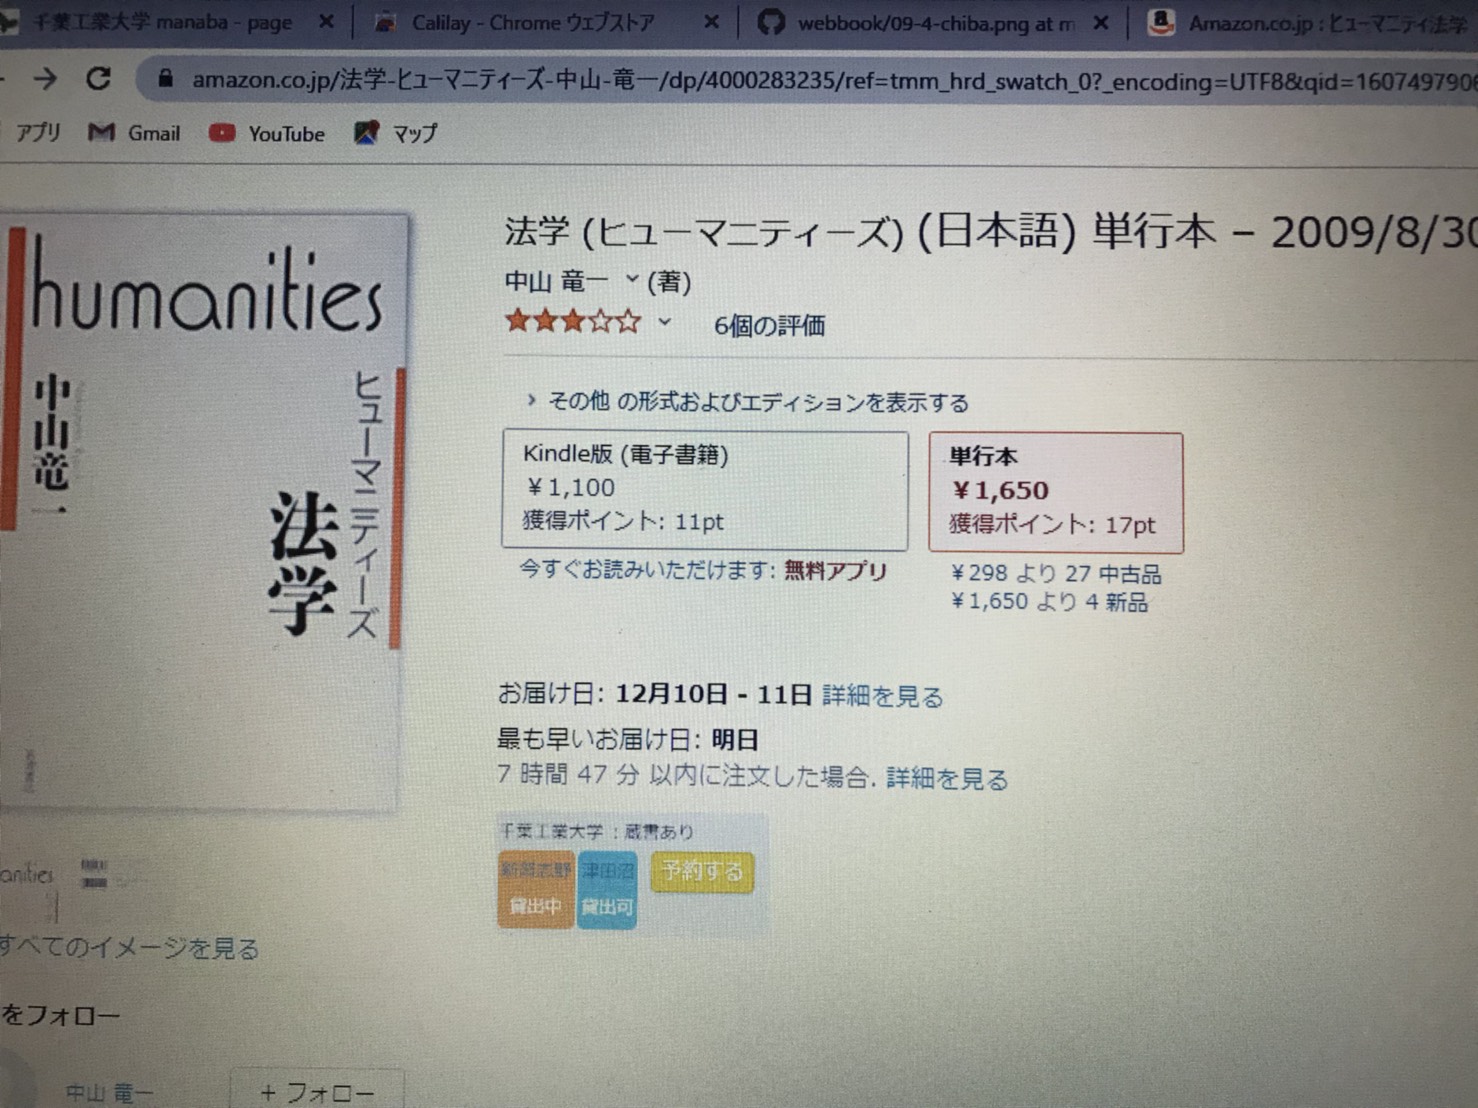 千葉工業大学 manaba - page ×
Calilay - Chrome ウェブストア ×
webbook/09-4-chiba.png at m ×
Amazon.co.jp : ヒューマニティ法学
amazon.co.jp/法学-ヒューマニティーズ-中山-竜一/dp/4000283235/ref=tmm_hrd_swatch_0?_encoding=UTF8&qid=1607497906
アプリ Gmail YouTube マップ
humanities
ヒューマニティーズ
法学
中山竜一
法学 (ヒューマニティーズ) (日本語) 単行本 – 2009/8/30
中山 竜一 (著)
6個の評価
› その他 の形式およびエディションを表示する
Kindle版 (電子書籍)
¥1,100
獲得ポイント: 11pt
単行本
¥1,650
獲得ポイント: 17pt
今すぐお読みいただけます: 無料アプリ
¥298 より 27 中古品
¥1,650 より 4 新品
お届け日: 12月10日 - 11日 詳細を見る
最も早いお届け日: 明日
7 時間 47 分 以内に注文した場合. 詳細を見る
千葉工業大学 : 蔵書あり
新習志野 貸出中
津田沼 貸出可
予約する
anities
すべてのイメージを見る
をフォロー
中山 竜一
+ フォロー